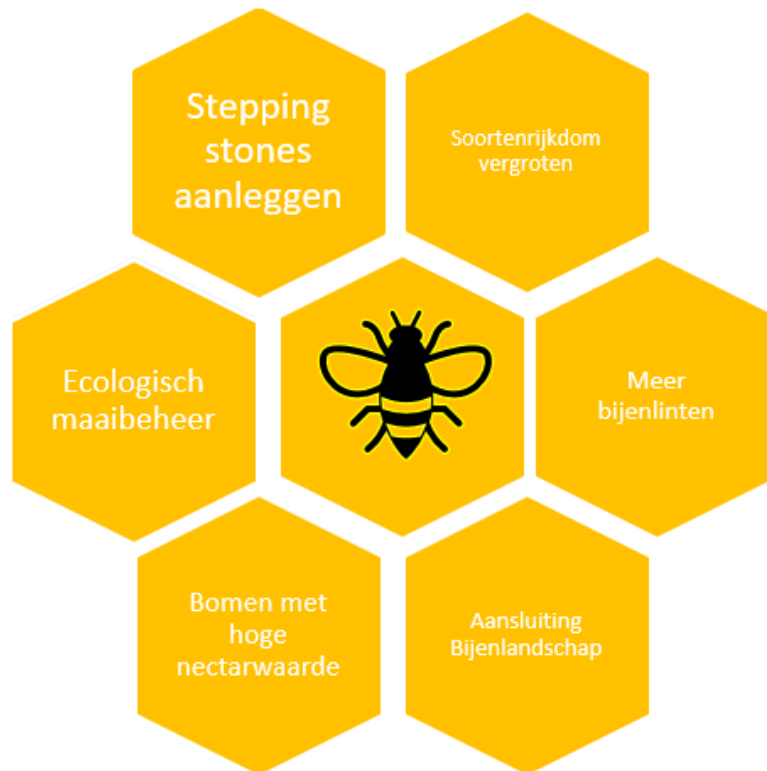 Stepping
stones
aanleggen
Soortenrijkdom
vergroten
Ecologisch
maaibeheer
Meer
bijenlinten
Bomen met
hoge
nectarwaarde
Aansluiting
Bijenlandschap